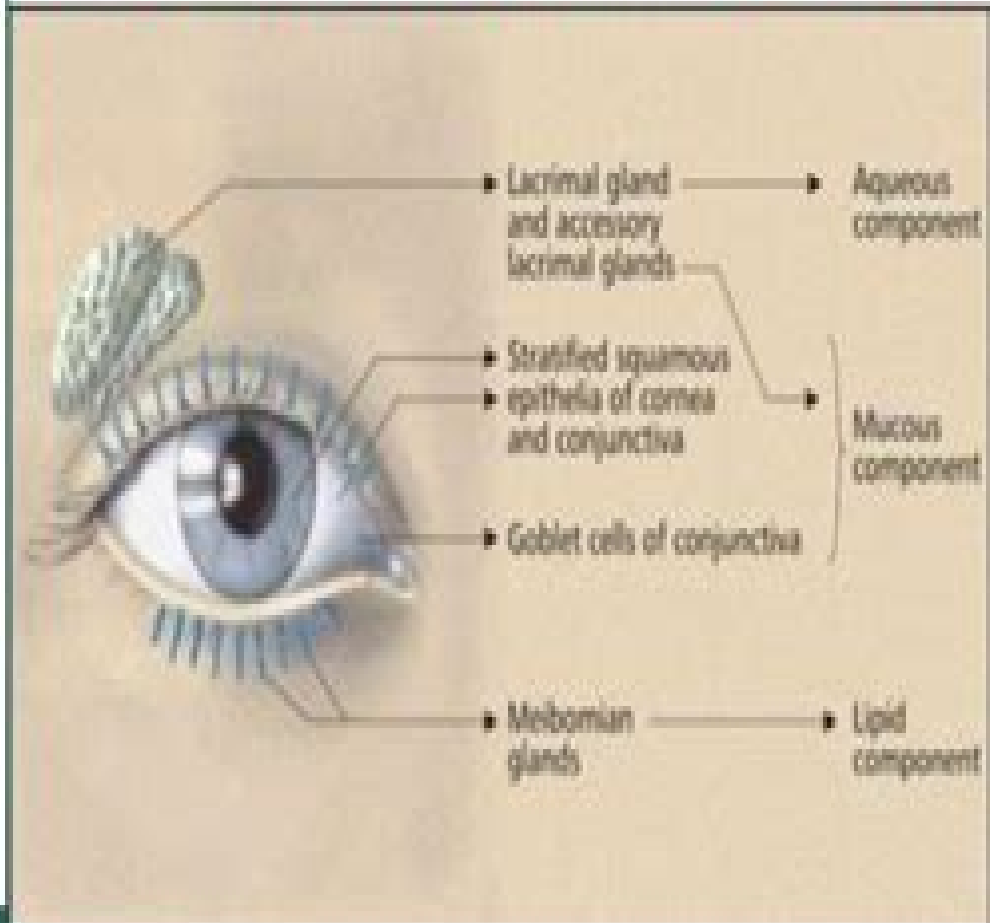 Lacrimal gland
and accessory
lacrimal glands
Aqueous
component
Stratified squamous
epithelia of cornea
and conjunctiva
Mucous
component
Goblet cells of conjunctiva
Meibomian
glands
Lipid
component